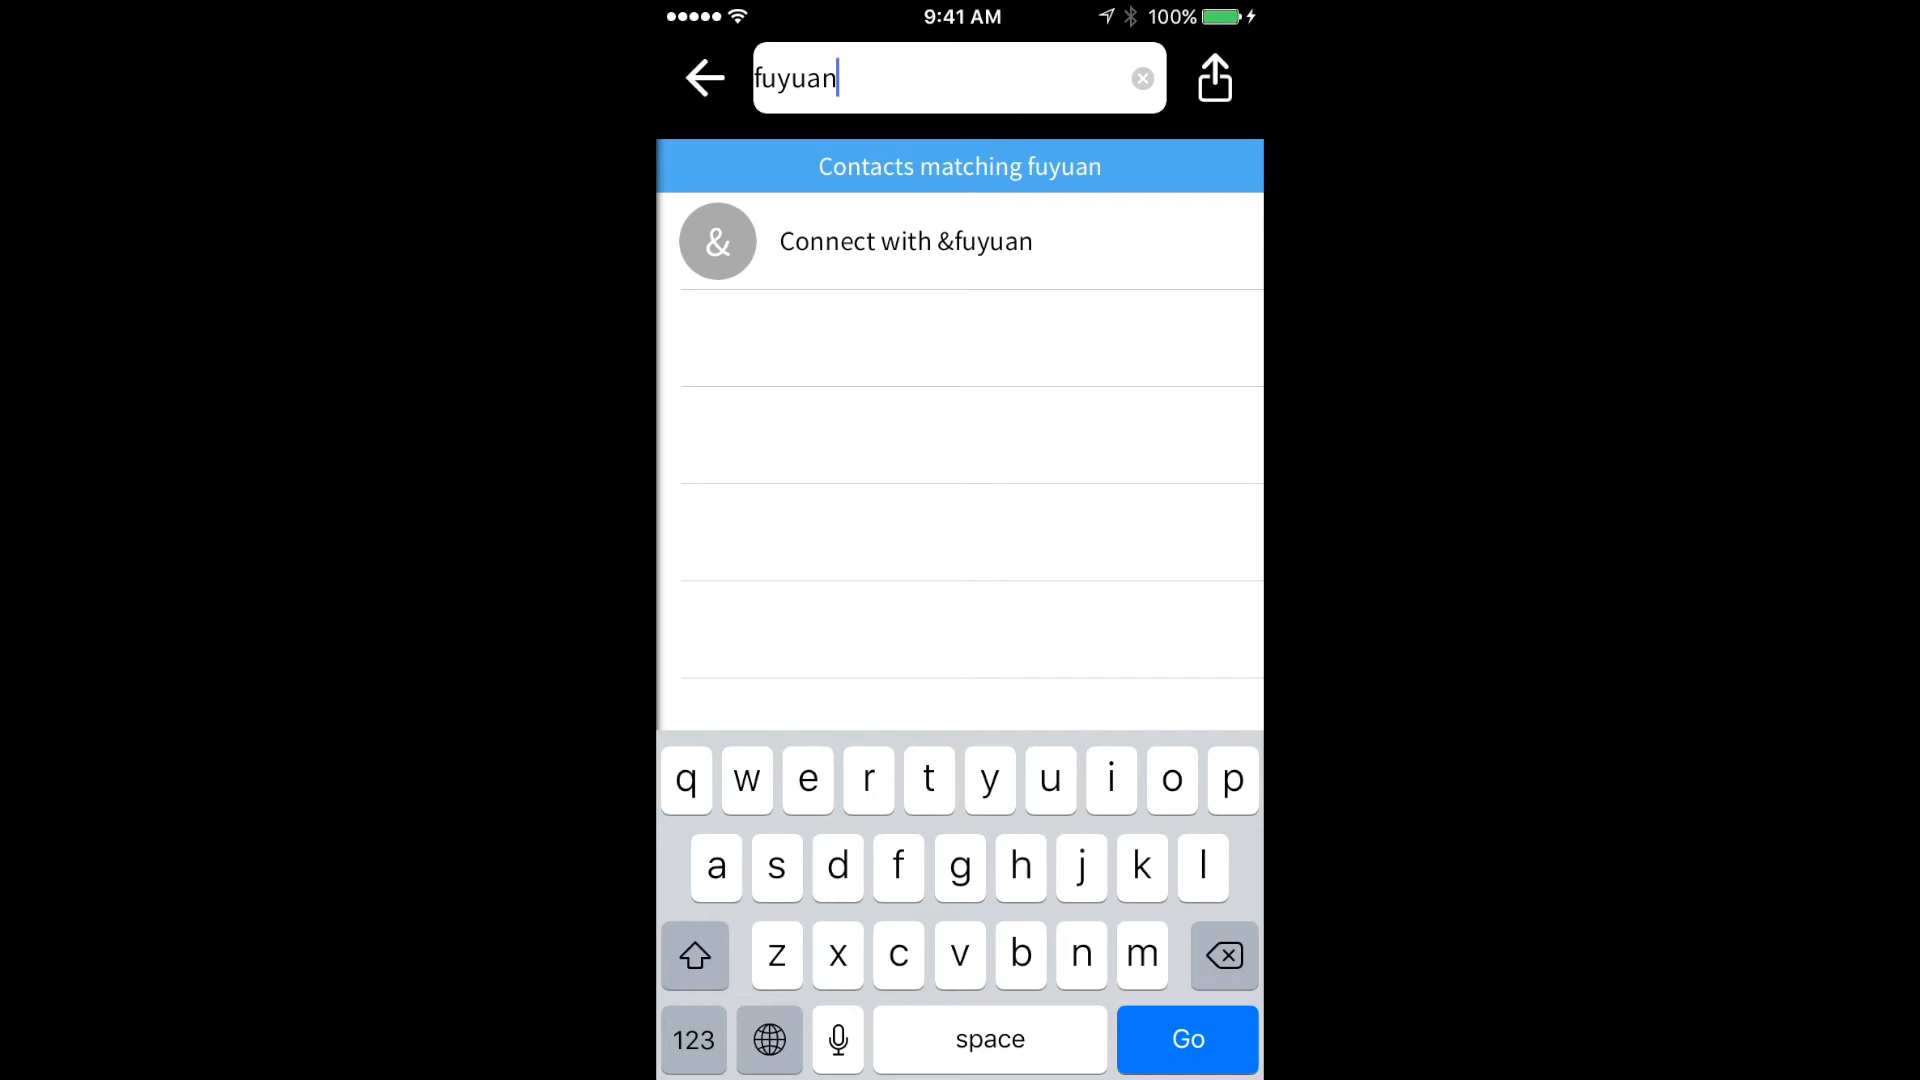 9:41 AM 100%
fuyuan
Contacts matching fuyuan
& Connect with &fuyuan
q w e r t y u i o p
a s d f g h j k l
z x c v b n m
123 space Go